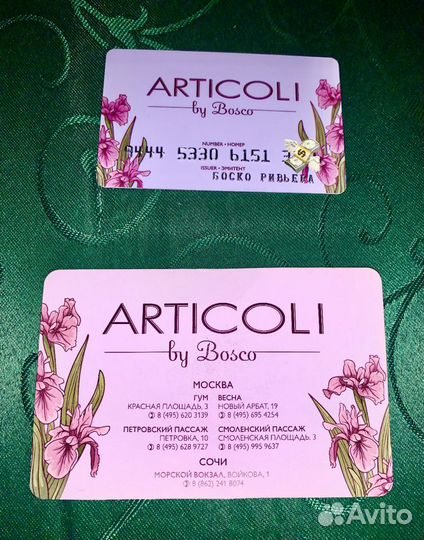 ARTICOLI
by Bosco
NUMBER • НОМЕР
0444 5330 6151
ISSUER • ЭМИТЕНТ
БОСКО РИВЬЕРА
ARTICOLI
by Bosco
МОСКВА
ГУМ ВЕСНА
КРАСНАЯ ПЛОЩАДЬ, 3 НОВЫЙ АРБАТ, 19
8 (495) 620 3139 8 (495) 695 4254
ПЕТРОВСКИЙ ПАССАЖ СМОЛЕНСКИЙ ПАССАЖ
ПЕТРОВКА, 10 СМОЛЕНСКАЯ ПЛОЩАДЬ, 3
8 (495) 628 9727 8 (495) 995 9637
СОЧИ
МОРСКОЙ ВОКЗАЛ, ВОЙКОВА, 1
8 (862) 241 8074
Avito